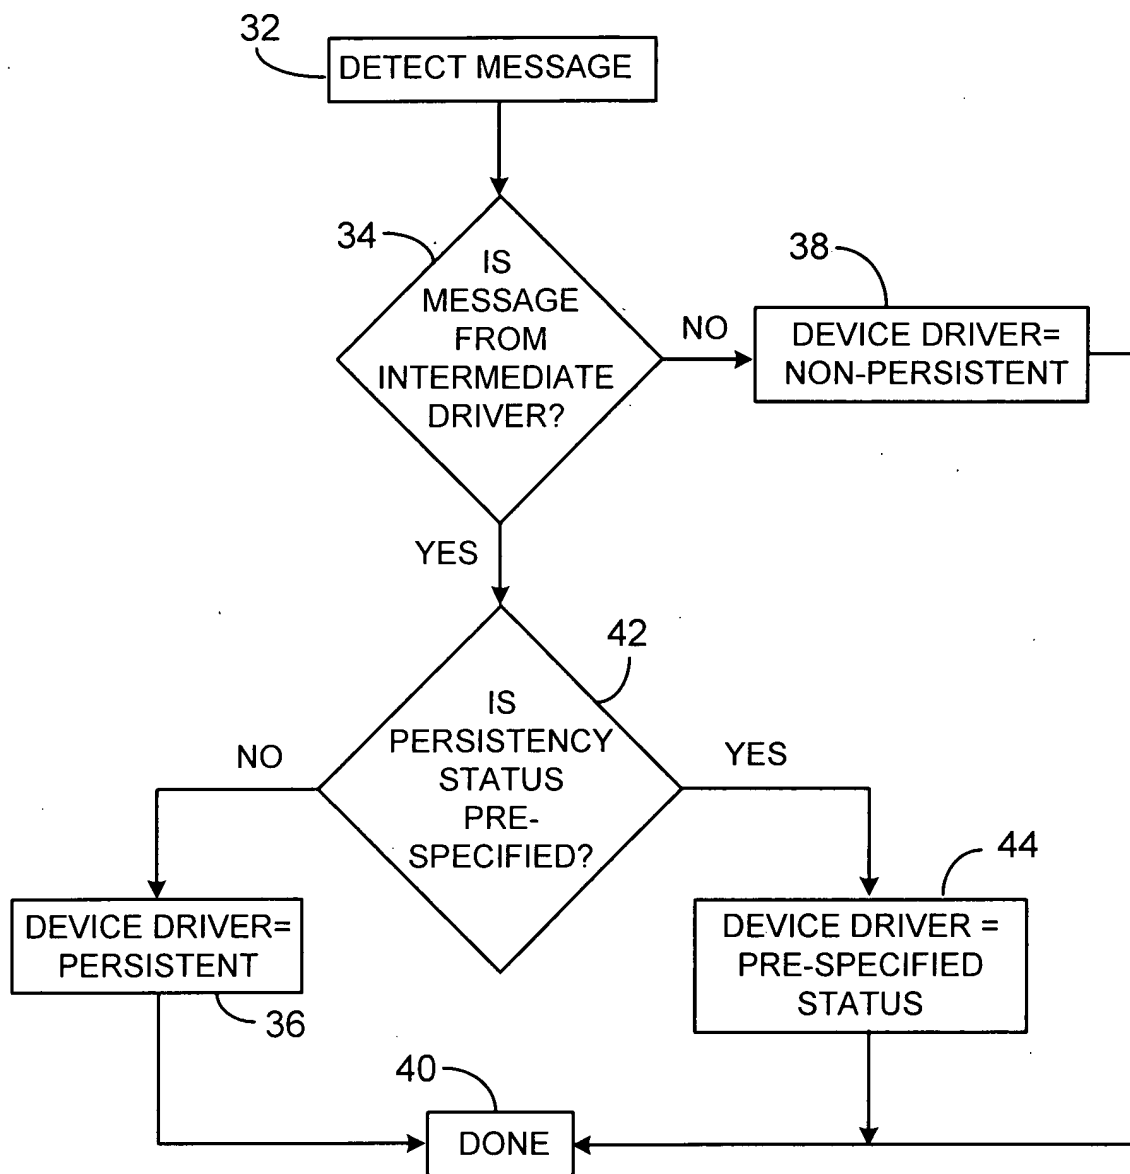 32
DETECT MESSAGE
34
IS
MESSAGE
FROM
INTERMEDIATE
DRIVER?
NO
38
DEVICE DRIVER=
NON-PERSISTENT
YES
42
IS
PERSISTENCY
STATUS
PRE-
SPECIFIED?
NO
YES
DEVICE DRIVER=
PERSISTENT
36
44
DEVICE DRIVER =
PRE-SPECIFIED
STATUS
40
DONE